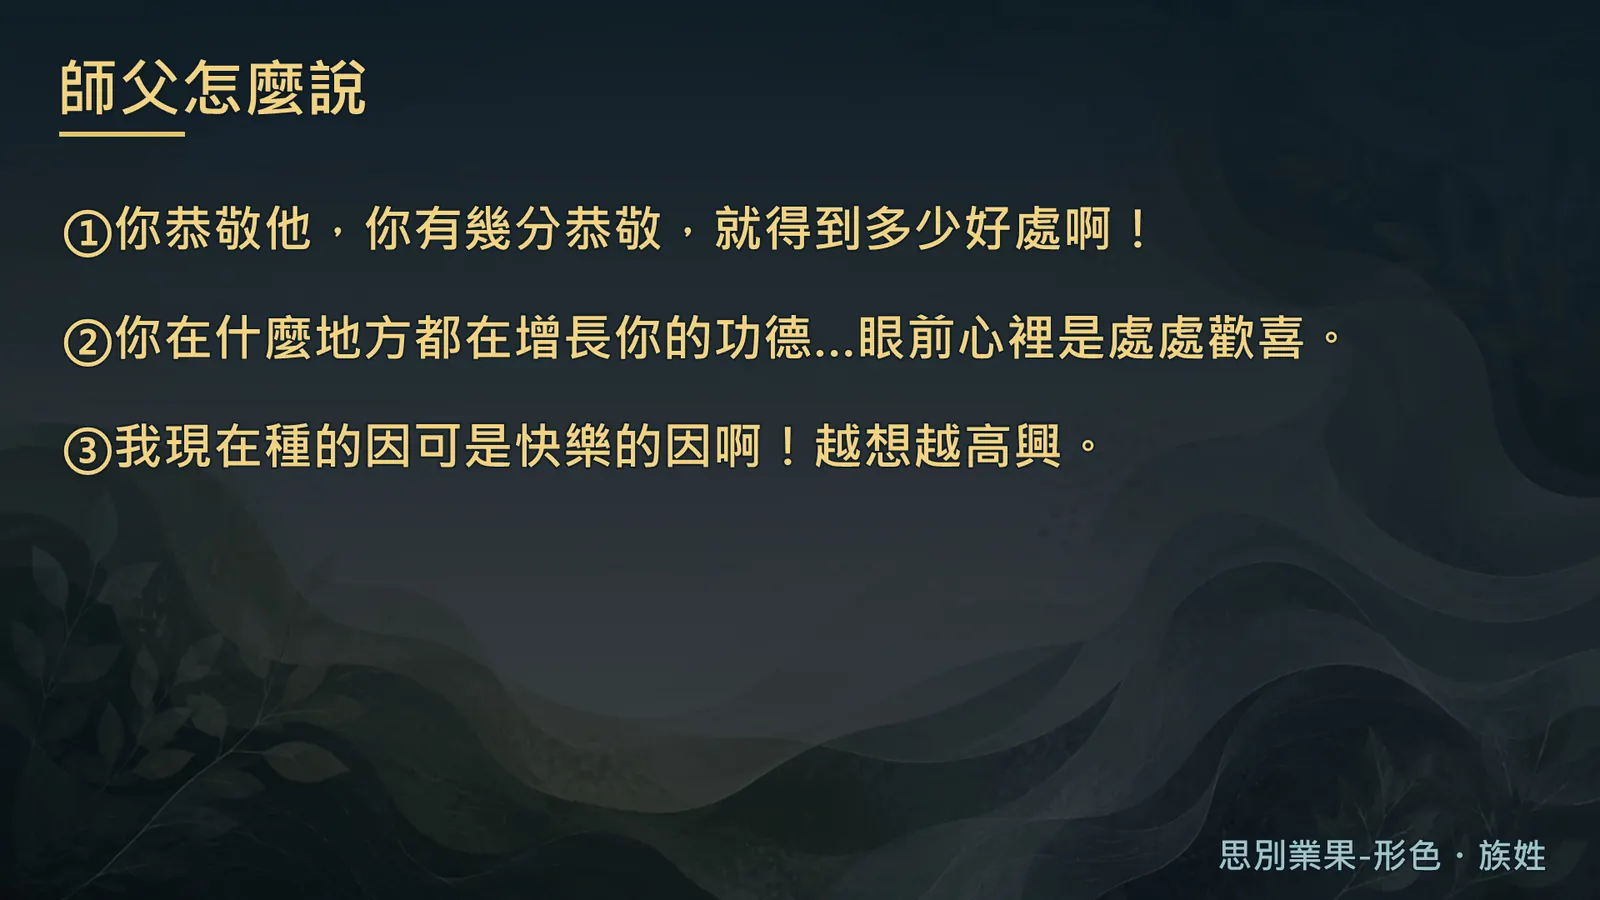 師父怎麼說
①你恭敬他，你有幾分恭敬，就得到多少好處啊！
②你在什麼地方都在增長你的功德...眼前心裡是處處歡喜。
③我現在種的因可是快樂的因啊！越想越高興。
思別業果-形色．族姓